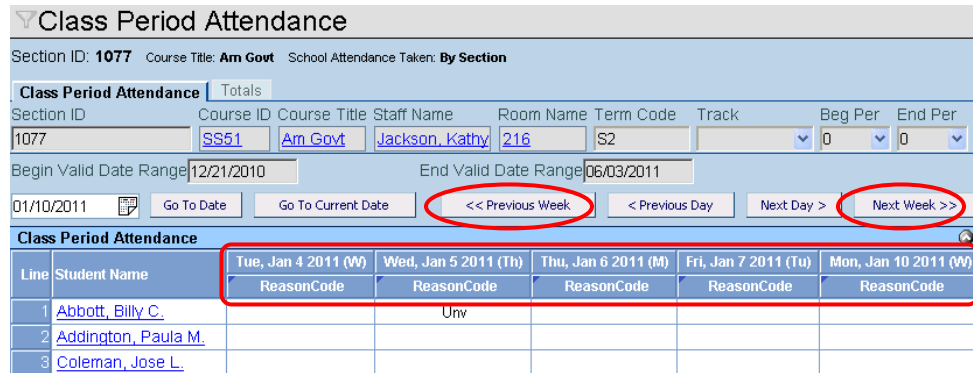 Class Period Attendance
Section ID: 1077 Course Title: Am Govt School Attendance Taken: By Section
Class Period Attendance Totals
Section ID Course ID Course Title Staff Name Room Name Term Code Track Beg Per End Per
1077 SS51 Am Govt Jackson, Kathy 216 S2 0 0
Begin Valid Date Range 12/21/2010 End Valid Date Range 06/03/2011
01/10/2011 Go To Date Go To Current Date << Previous Week < Previous Day Next Day > Next Week >>
Class Period Attendance
Line Student Name Tue, Jan 4 2011 (W) Wed, Jan 5 2011 (Th) Thu, Jan 6 2011 (M) Fri, Jan 7 2011 (Tu) Mon, Jan 10 2011 (W)
ReasonCode ReasonCode ReasonCode ReasonCode ReasonCode
1 Abbott, Billy C. Unv
2 Addington, Paula M.
3 Coleman, Jose L.